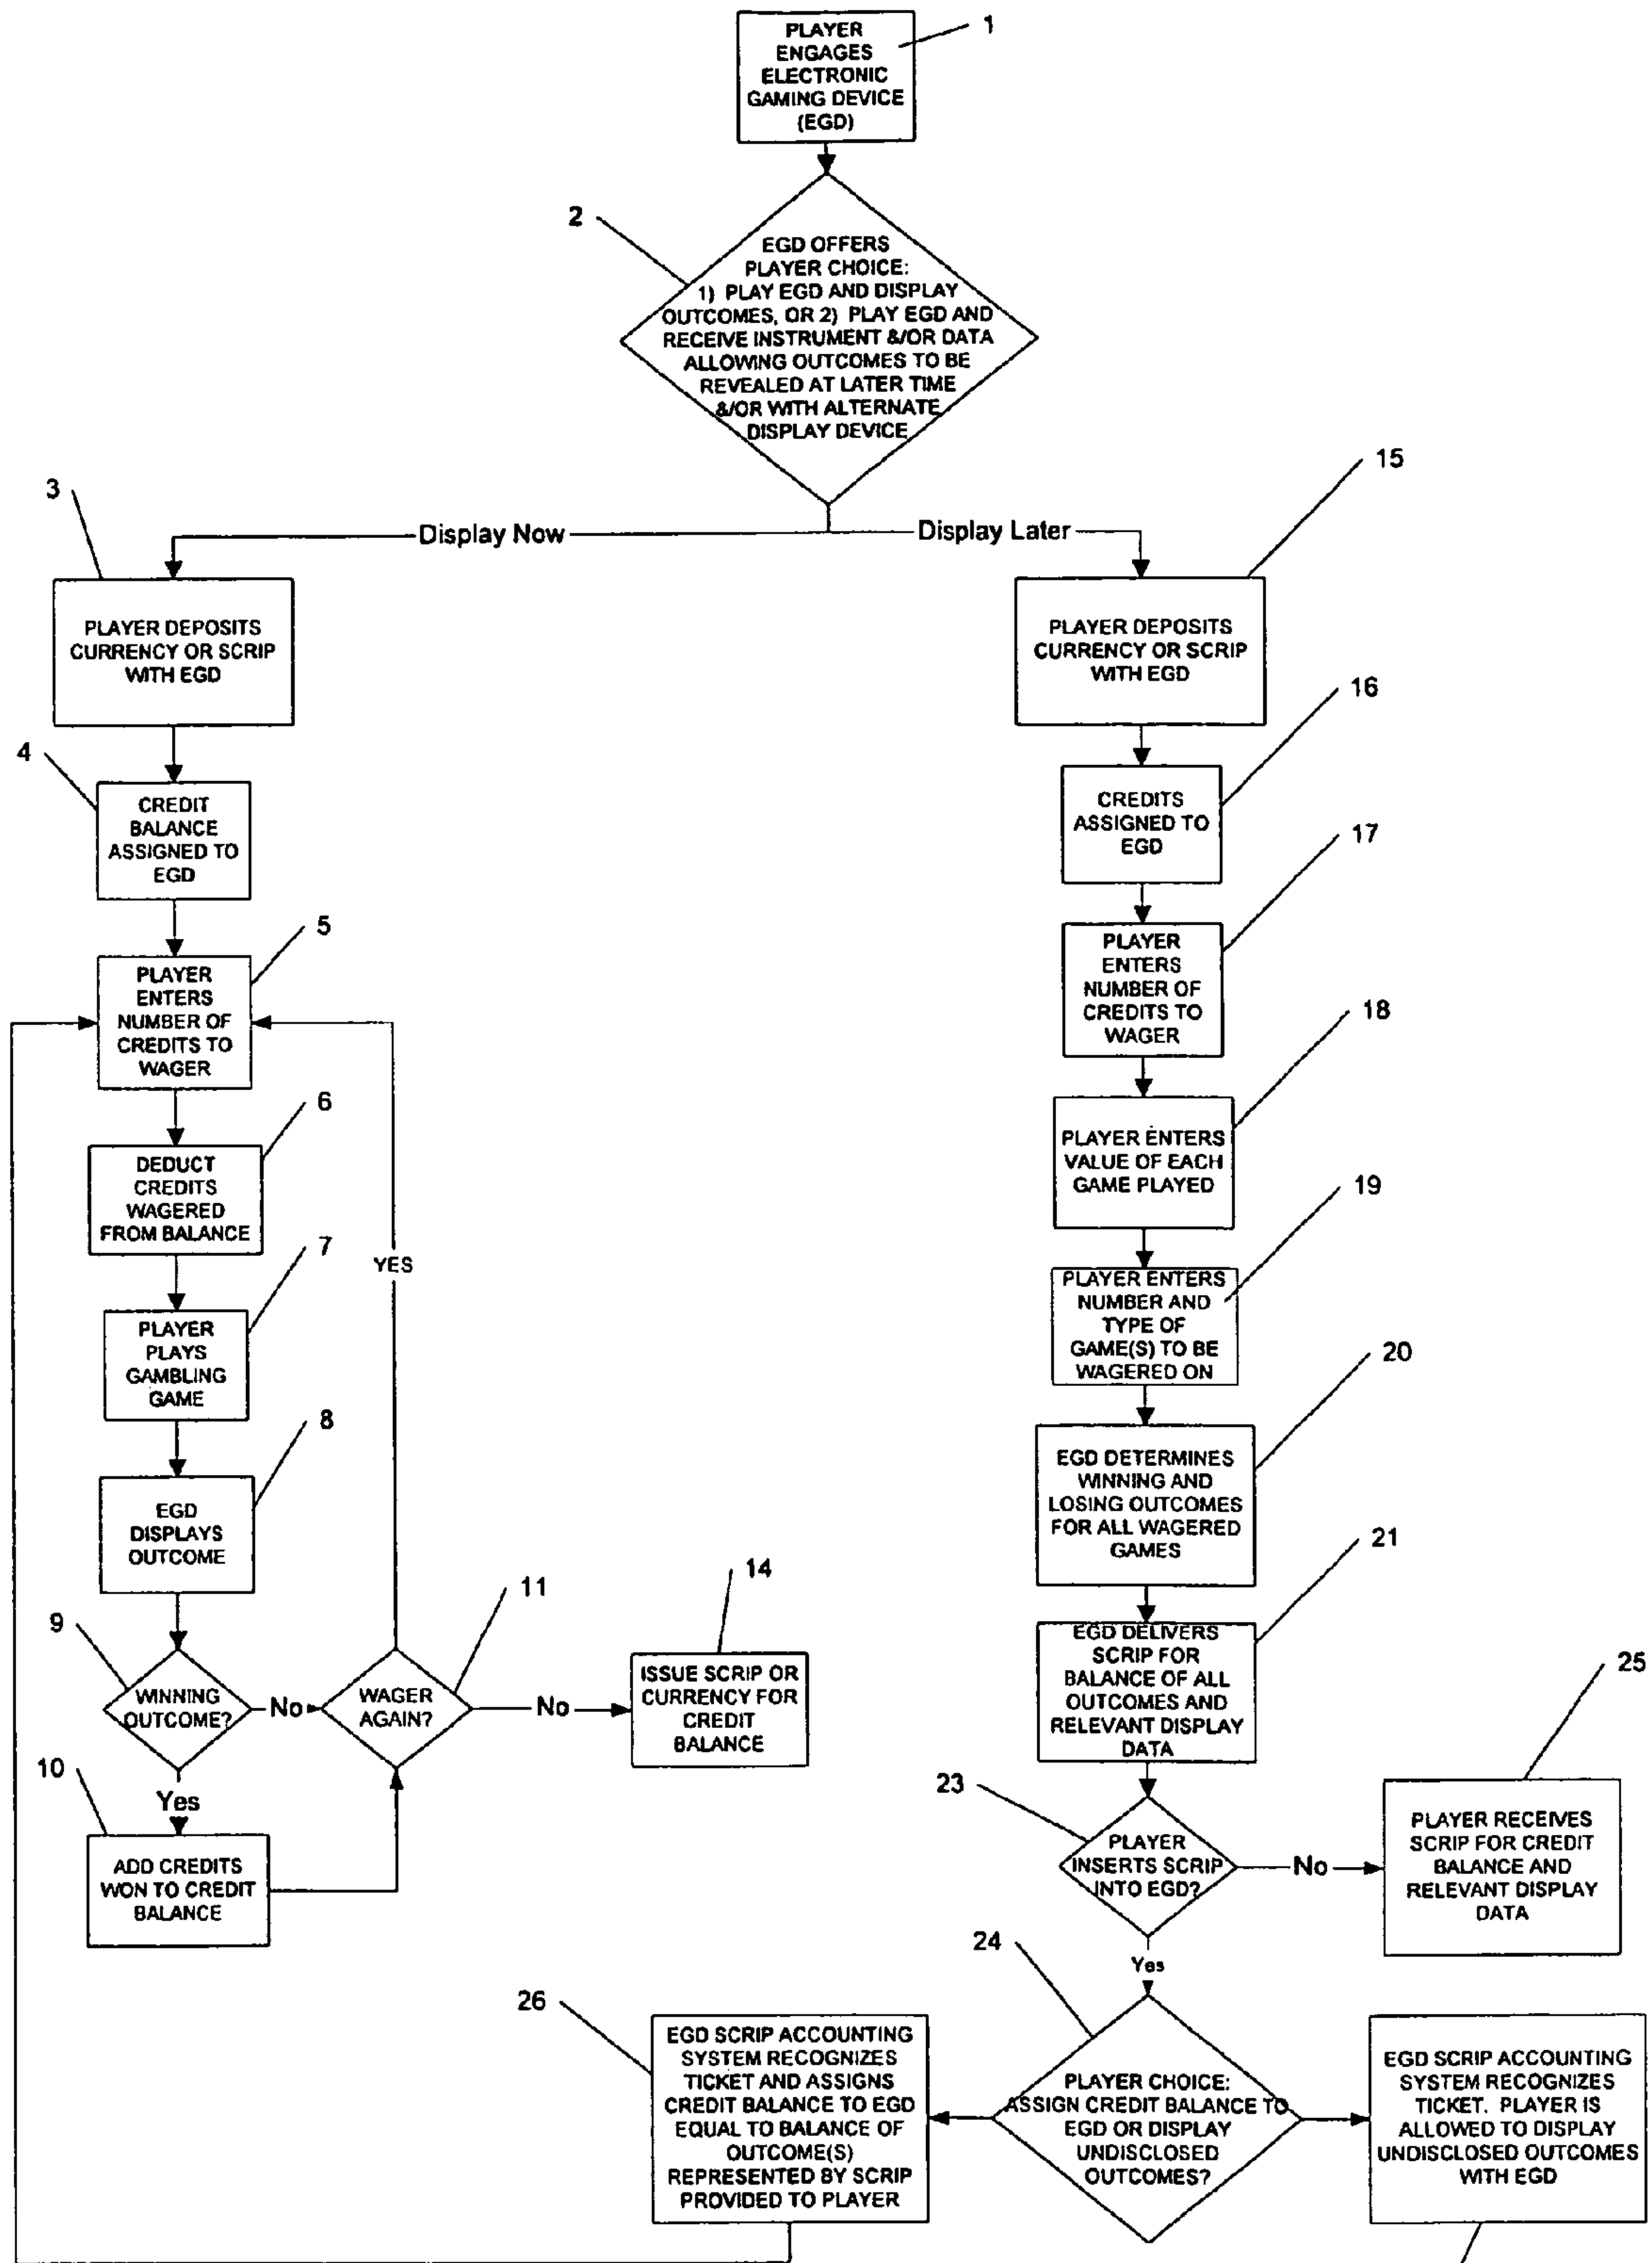 1
PLAYER
ENGAGES
ELECTRONIC
GAMING DEVICE
(EGD)
2
EGD OFFERS
PLAYER CHOICE:
1) PLAY EGD AND DISPLAY
OUTCOMES, OR 2) PLAY EGD AND
RECEIVE INSTRUMENT &/OR DATA
ALLOWING OUTCOMES TO BE
REVEALED AT LATER TIME
&/OR WITH ALTERNATE
DISPLAY DEVICE
Display Now
Display Later
3
PLAYER DEPOSITS
CURRENCY OR SCRIP
WITH EGD
4
CREDIT
BALANCE
ASSIGNED TO
EGD
5
PLAYER
ENTERS
NUMBER OF
CREDITS TO
WAGER
6
DEDUCT
CREDITS
WAGERED
FROM BALANCE
7
PLAYER
PLAYS
GAMBLING
GAME
8
EGD
DISPLAYS
OUTCOME
9
WINNING
OUTCOME?
No
Yes
10
ADD CREDITS
WON TO CREDIT
BALANCE
11
WAGER
AGAIN?
YES
No
14
ISSUE SCRIP OR
CURRENCY FOR
CREDIT
BALANCE
15
PLAYER DEPOSITS
CURRENCY OR SCRIP
WITH EGD
16
CREDITS
ASSIGNED TO
EGD
17
PLAYER
ENTERS
NUMBER OF
CREDITS TO
WAGER
18
PLAYER ENTERS
VALUE OF EACH
GAME PLAYED
19
PLAYER ENTERS
NUMBER AND
TYPE OF
GAME(S) TO BE
WAGERED ON
20
EGD DETERMINES
WINNING AND
LOSING OUTCOMES
FOR ALL WAGERED
GAMES
21
EGD DELIVERS
SCRIP FOR
BALANCE OF ALL
OUTCOMES AND
RELEVANT DISPLAY
DATA
23
PLAYER
INSERTS SCRIP
INTO EGD?
No
Yes
25
PLAYER RECEIVES
SCRIP FOR CREDIT
BALANCE AND
RELEVANT DISPLAY
DATA
24
PLAYER CHOICE:
ASSIGN CREDIT BALANCE TO
EGD OR DISPLAY
UNDISCLOSED
OUTCOMES?
26
EGD SCRIP ACCOUNTING
SYSTEM RECOGNIZES
TICKET AND ASSIGNS
CREDIT BALANCE TO EGD
EQUAL TO BALANCE OF
OUTCOME(S)
REPRESENTED BY SCRIP
PROVIDED TO PLAYER
EGD SCRIP ACCOUNTING
SYSTEM RECOGNIZES
TICKET. PLAYER IS
ALLOWED TO DISPLAY
UNDISCLOSED OUTCOMES
WITH EGD